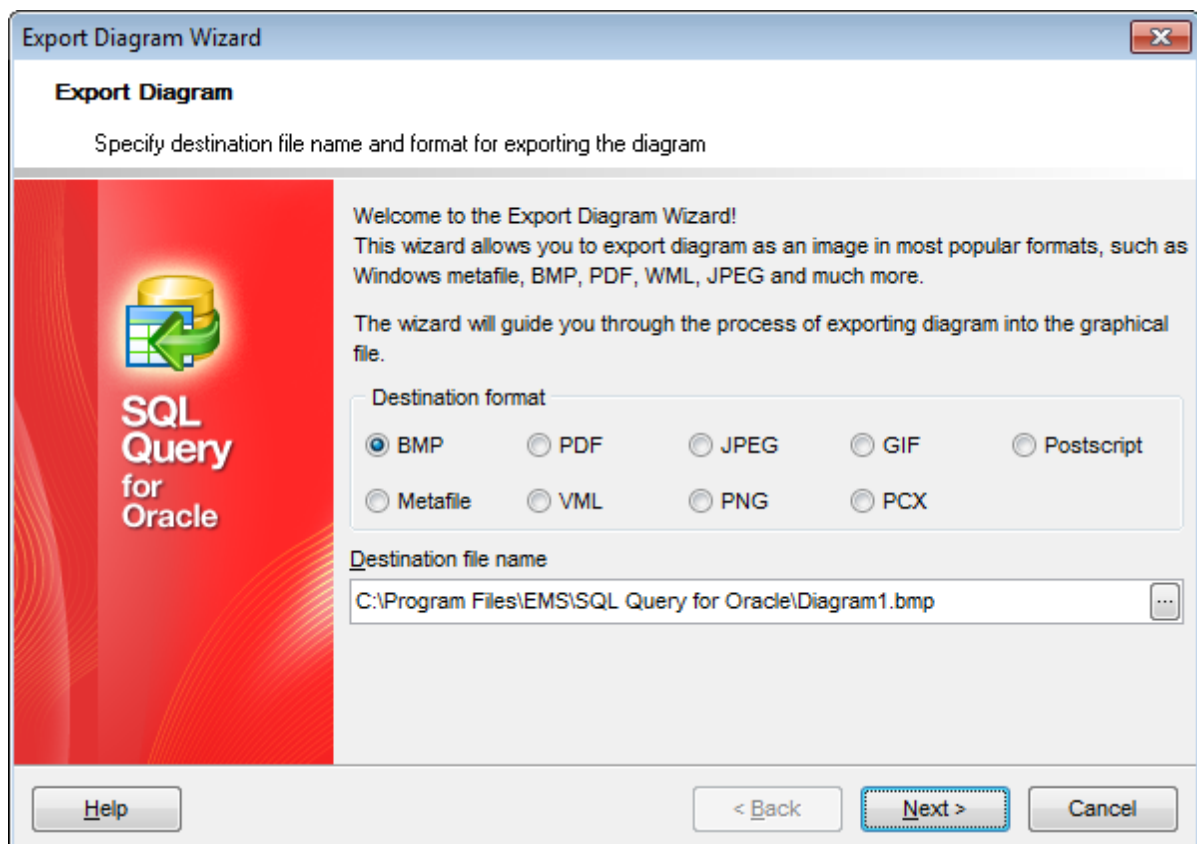 Export Diagram Wizard
Export Diagram
Specify destination file name and format for exporting the diagram
SQL
Query
for
Oracle
Welcome to the Export Diagram Wizard!
This wizard allows you to export diagram as an image in most popular formats, such as
Windows metafile, BMP, PDF, WML, JPEG and much more.
The wizard will guide you through the process of exporting diagram into the graphical
file.
Destination format
BMP PDF JPEG GIF Postscript
Metafile VML PNG PCX
Destination file name
C:\Program Files\EMS\SQL Query for Oracle\Diagram1.bmp ...
Help < Back Next > Cancel